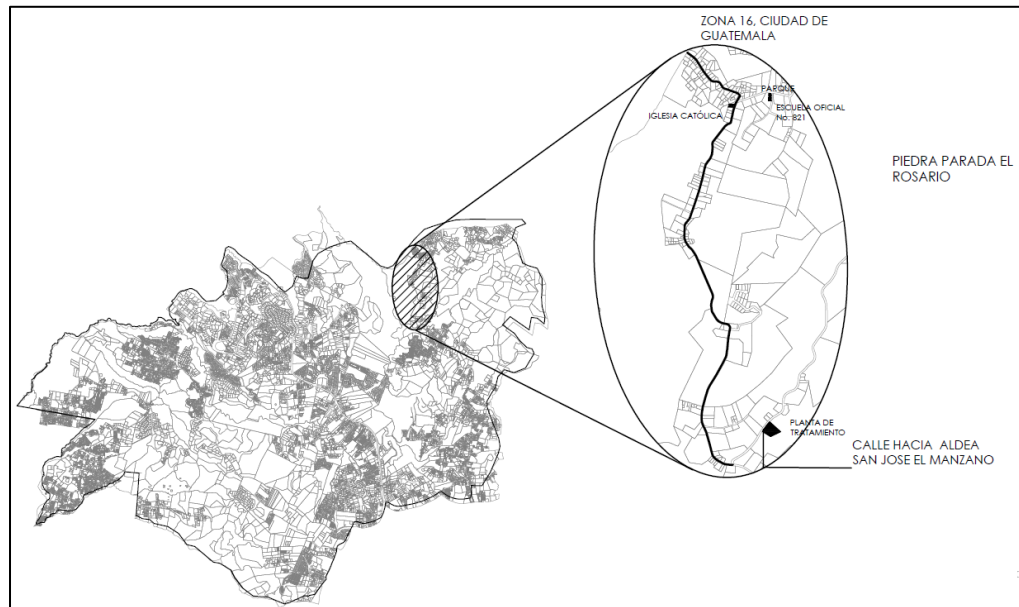 ZONA 16, CIUDAD DE
GUATEMALA
PARQUE
ESCUELA OFICIAL
No. 821
IGLESIA CATÓLICA
PIEDRA PARADA EL
ROSARIO
PLANTA DE
TRATAMIENTO
CALLE HACIA ALDEA
SAN JOSE EL MANZANO